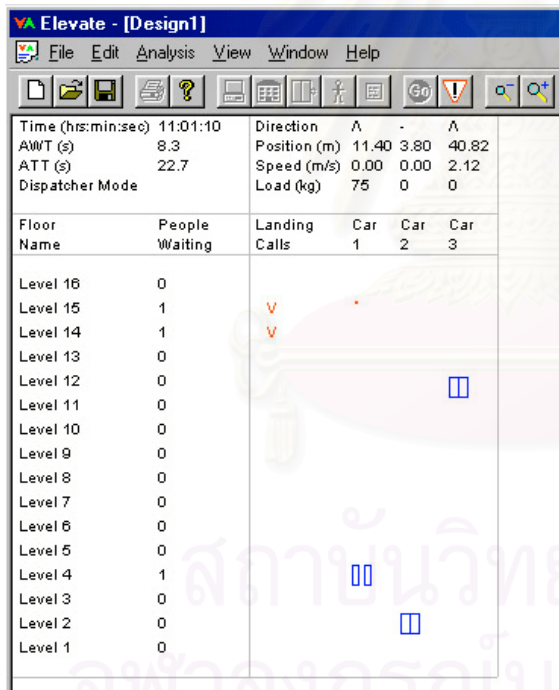 Elevate - [Design1]
File Edit Analysis View Window Help
Go
Time (hrs:min:sec) 11:01:10 Direction Λ - Λ
AWT (s) 8.3 Position (m) 11.40 3.80 40.82
ATT (s) 22.7 Speed (m/s) 0.00 0.00 2.12
Dispatcher Mode Load (kg) 75 0 0
Floor People Landing Car Car Car
Name Waiting Calls 1 2 3
Level 16 0
Level 15 1 V
Level 14 1 V
Level 13 0
Level 12 0
Level 11 0
Level 10 0
Level 9 0
Level 8 0
Level 7 0
Level 6 0
Level 5 0
Level 4 1
Level 3 0
Level 2 0
Level 1 0